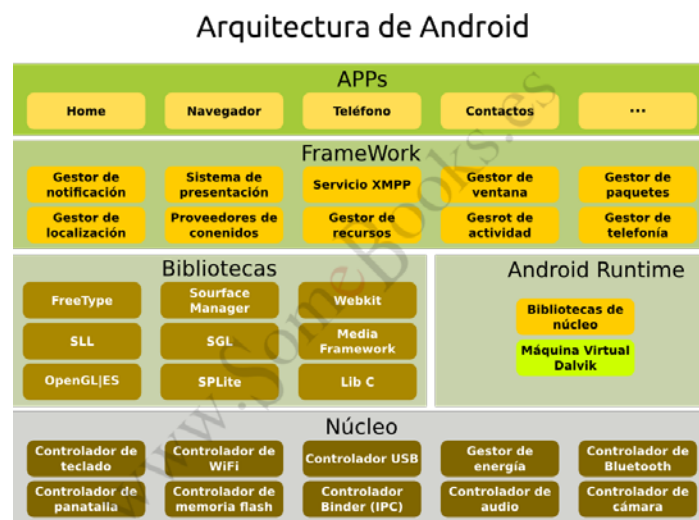 Arquitectura de Android
APPs
Home
Navegador
Teléfono
Contactos
...
FrameWork
Gestor de
notificación
Sistema de
presentación
Servicio XMPP
Gestor de
ventana
Gestor de
paquetes
Gestor de
localización
Proveedores de
conenidos
Gestor de
recursos
Gesrot de
actividad
Gestor de
telefonía
Bibliotecas
FreeType
Sourface
Manager
Webkit
SLL
SGL
Media
Framework
OpenGL|ES
SPLite
Lib C
Android Runtime
Bibliotecas de
núcleo
Máquina Virtual
Dalvik
Núcleo
Controlador de
teclado
Controlador de
WiFi
Controlador USB
Gestor de
energía
Controlador de
Bluetooth
Controlador de
panatalla
Controlador de
memoria flash
Controlador
Binder (IPC)
Controlador de
audio
Controlador de
cámara
www.SomeBooks.es